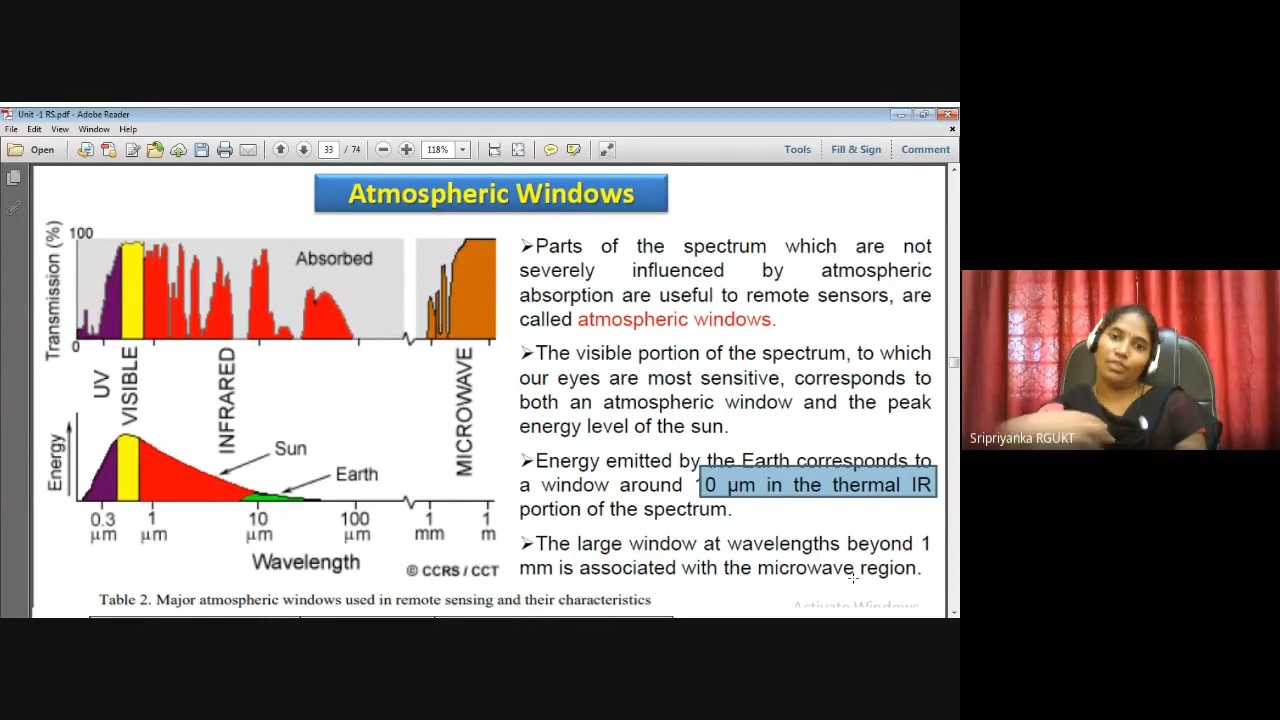 Unit -1 RS.pdf - Adobe Reader
File Edit View Window Help
Open 33 / 74 118% Tools Fill & Sign Comment
Atmospheric Windows
Transmission (%)
100
0
Absorbed
UV
VISIBLE
INFRARED
MICROWAVE
Energy
Sun
Earth
0.3 μm
1 μm
10 μm
100 μm
1 mm
1 m
Wavelength
© CCRS / CCT
➢Parts of the spectrum which are not
severely influenced by atmospheric
absorption are useful to remote sensors, are
called atmospheric windows.
➢The visible portion of the spectrum, to which
our eyes are most sensitive, corresponds to
both an atmospheric window and the peak
energy level of the sun.
➢Energy emitted by the Earth corresponds to
a window around 10 μm in the thermal IR
portion of the spectrum.
➢The large window at wavelengths beyond 1
mm is associated with the microwave region.
Table 2. Major atmospheric windows used in remote sensing and their characteristics
Activate Windows
Sripriyanka RGUKT